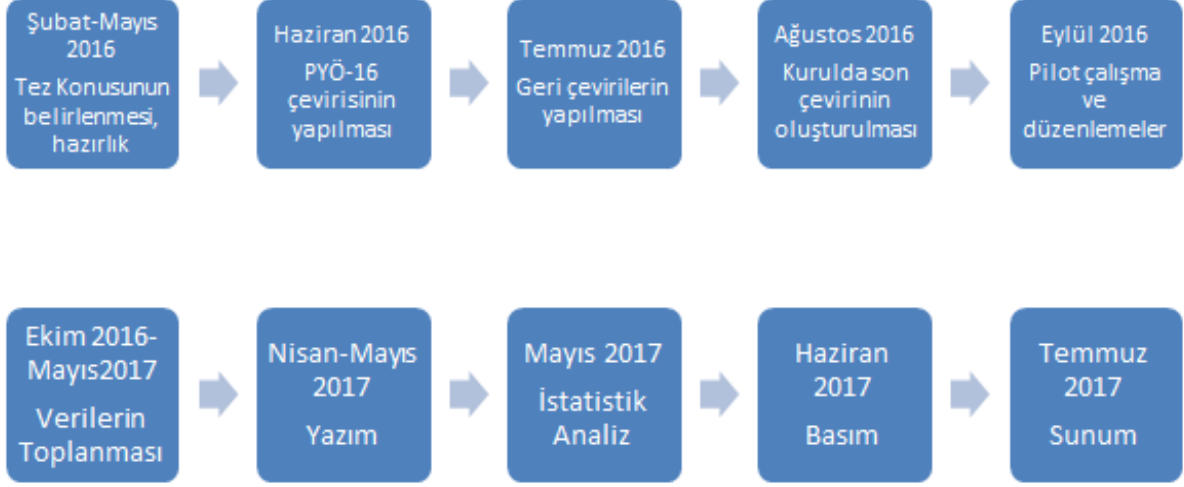 Şubat-Mayıs
2016
Tez Konusunun
belirlenmesi,
hazırlık
Haziran 2016
PYÖ-16
çevirisinin
yapılması
Temmuz 2016
Geri çevirilerin
yapılması
Ağustos 2016
Kurulda son
çevirinin
oluşturulması
Eylül 2016
Pilot çalışma
ve
düzenlemeler
Ekim 2016-
Mayıs2017
Verilerin
Toplanması
Nisan-Mayıs
2017
Yazım
Mayıs 2017
İstatistik
Analiz
Haziran
2017
Basım
Temmuz
2017
Sunum